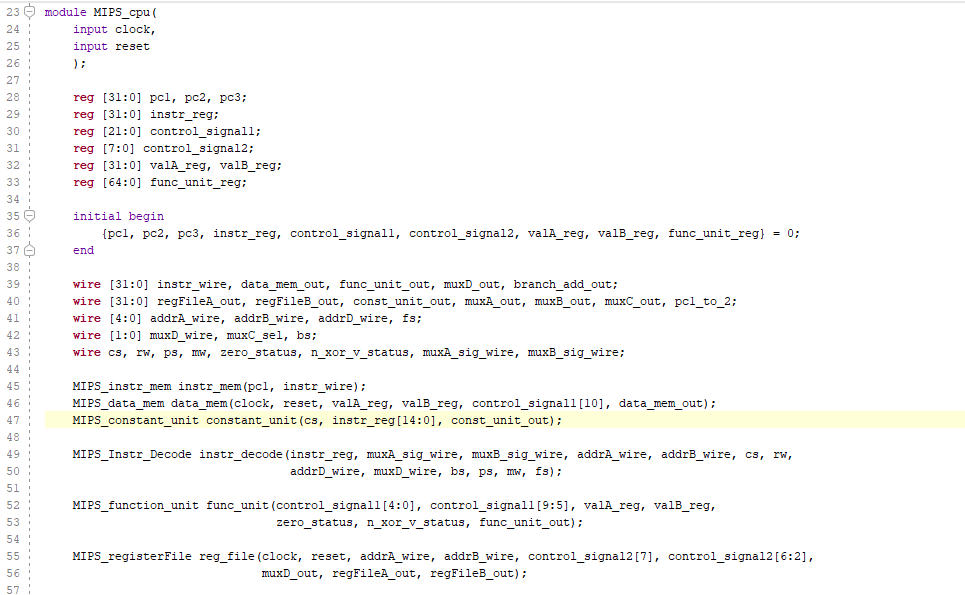 23 module MIPS_cpu(
24 input clock,
25 input reset
26 );
27
28 reg [31:0] pc1, pc2, pc3;
29 reg [31:0] instr_reg;
30 reg [21:0] control_signal1;
31 reg [7:0] control_signal2;
32 reg [31:0] valA_reg, valB_reg;
33 reg [64:0] func_unit_reg;
34
35 initial begin
36 {pc1, pc2, pc3, instr_reg, control_signal1, control_signal2, valA_reg, valB_reg, func_unit_reg} = 0;
37 end
38
39 wire [31:0] instr_wire, data_mem_out, func_unit_out, muxD_out, branch_add_out;
40 wire [31:0] regFileA_out, regFileB_out, const_unit_out, muxA_out, muxB_out, muxC_out, pc1_to_2;
41 wire [4:0] addrA_wire, addrB_wire, addrD_wire, fs;
42 wire [1:0] muxD_wire, muxC_sel, bs;
43 wire cs, rw, ps, mw, zero_status, n_xor_v_status, muxA_sig_wire, muxB_sig_wire;
44
45 MIPS_instr_mem instr_mem(pc1, instr_wire);
46 MIPS_data_mem data_mem(clock, reset, valA_reg, valB_reg, control_signal1[10], data_mem_out);
47 MIPS_constant_unit constant_unit(cs, instr_reg[14:0], const_unit_out);
48
49 MIPS_Instr_Decode instr_decode(instr_reg, muxA_sig_wire, muxB_sig_wire, addrA_wire, addrB_wire, cs, rw,
50 addrD_wire, muxD_wire, bs, ps, mw, fs);
51
52 MIPS_function_unit func_unit(control_signal1[4:0], control_signal1[9:5], valA_reg, valB_reg,
53 zero_status, n_xor_v_status, func_unit_out);
54
55 MIPS_registerFile reg_file(clock, reset, addrA_wire, addrB_wire, control_signal2[7], control_signal2[6:2],
56 muxD_out, regFileA_out, regFileB_out);
57